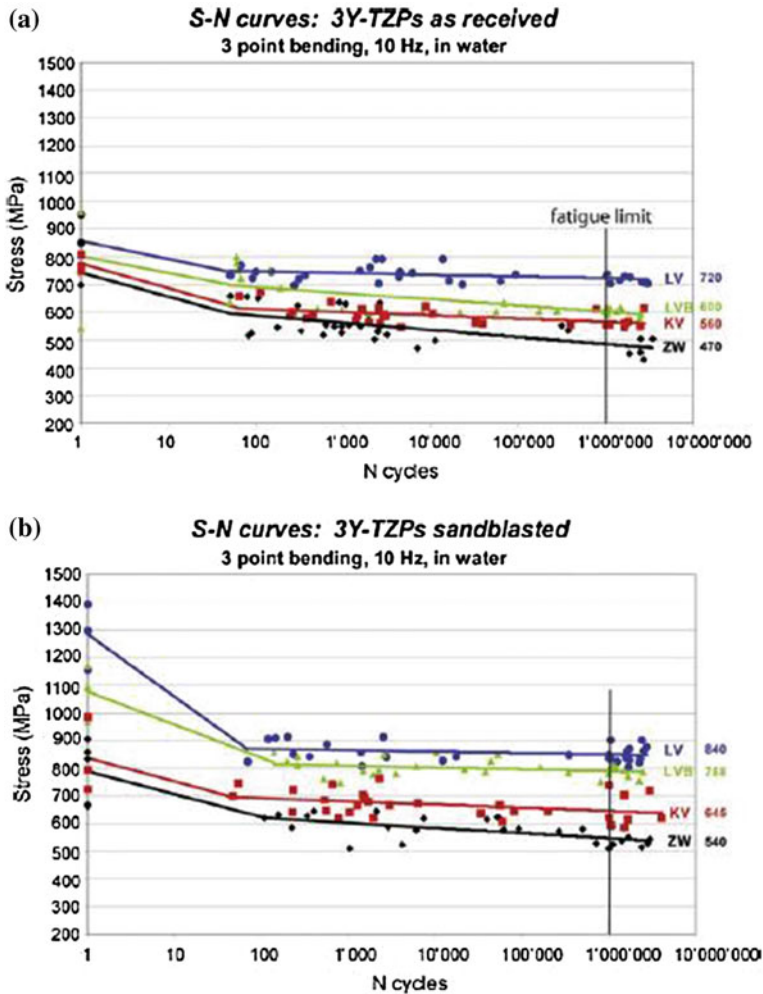 (a)
S-N curves: 3Y-TZPs as received
3 point bending, 10 Hz, in water
1500
1400
1300
1200
1100
1000
900
800
700
600
500
400
300
200
Stress (MPa)
fatigue limit
LV 720
LVB 600
KV 560
ZW 470
1 10 100 1'000 10'000 100'000 1'000'000 10'000'000
N cycles
(b)
S-N curves: 3Y-TZPs sandblasted
3 point bending, 10 Hz, in water
1500
1400
1300
1200
1100
1000
900
800
700
600
500
400
300
200
Stress (MPa)
LV 840
LVB
KV 645
ZW 540
1 10 100 1'000 10'000 100'000 1'000'000 10'000'000
N cycles